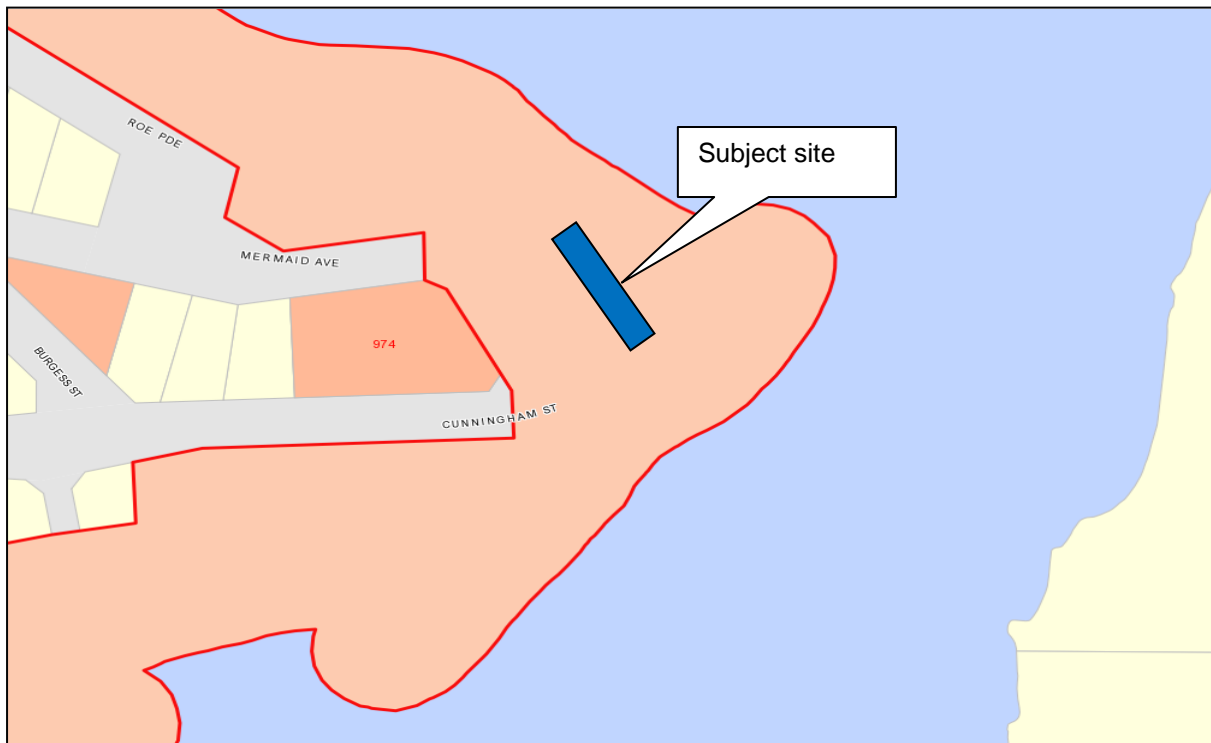 ROE PDE
Subject site
MERMAID AVE
974
BURGESS ST
CUNNINGHAM ST